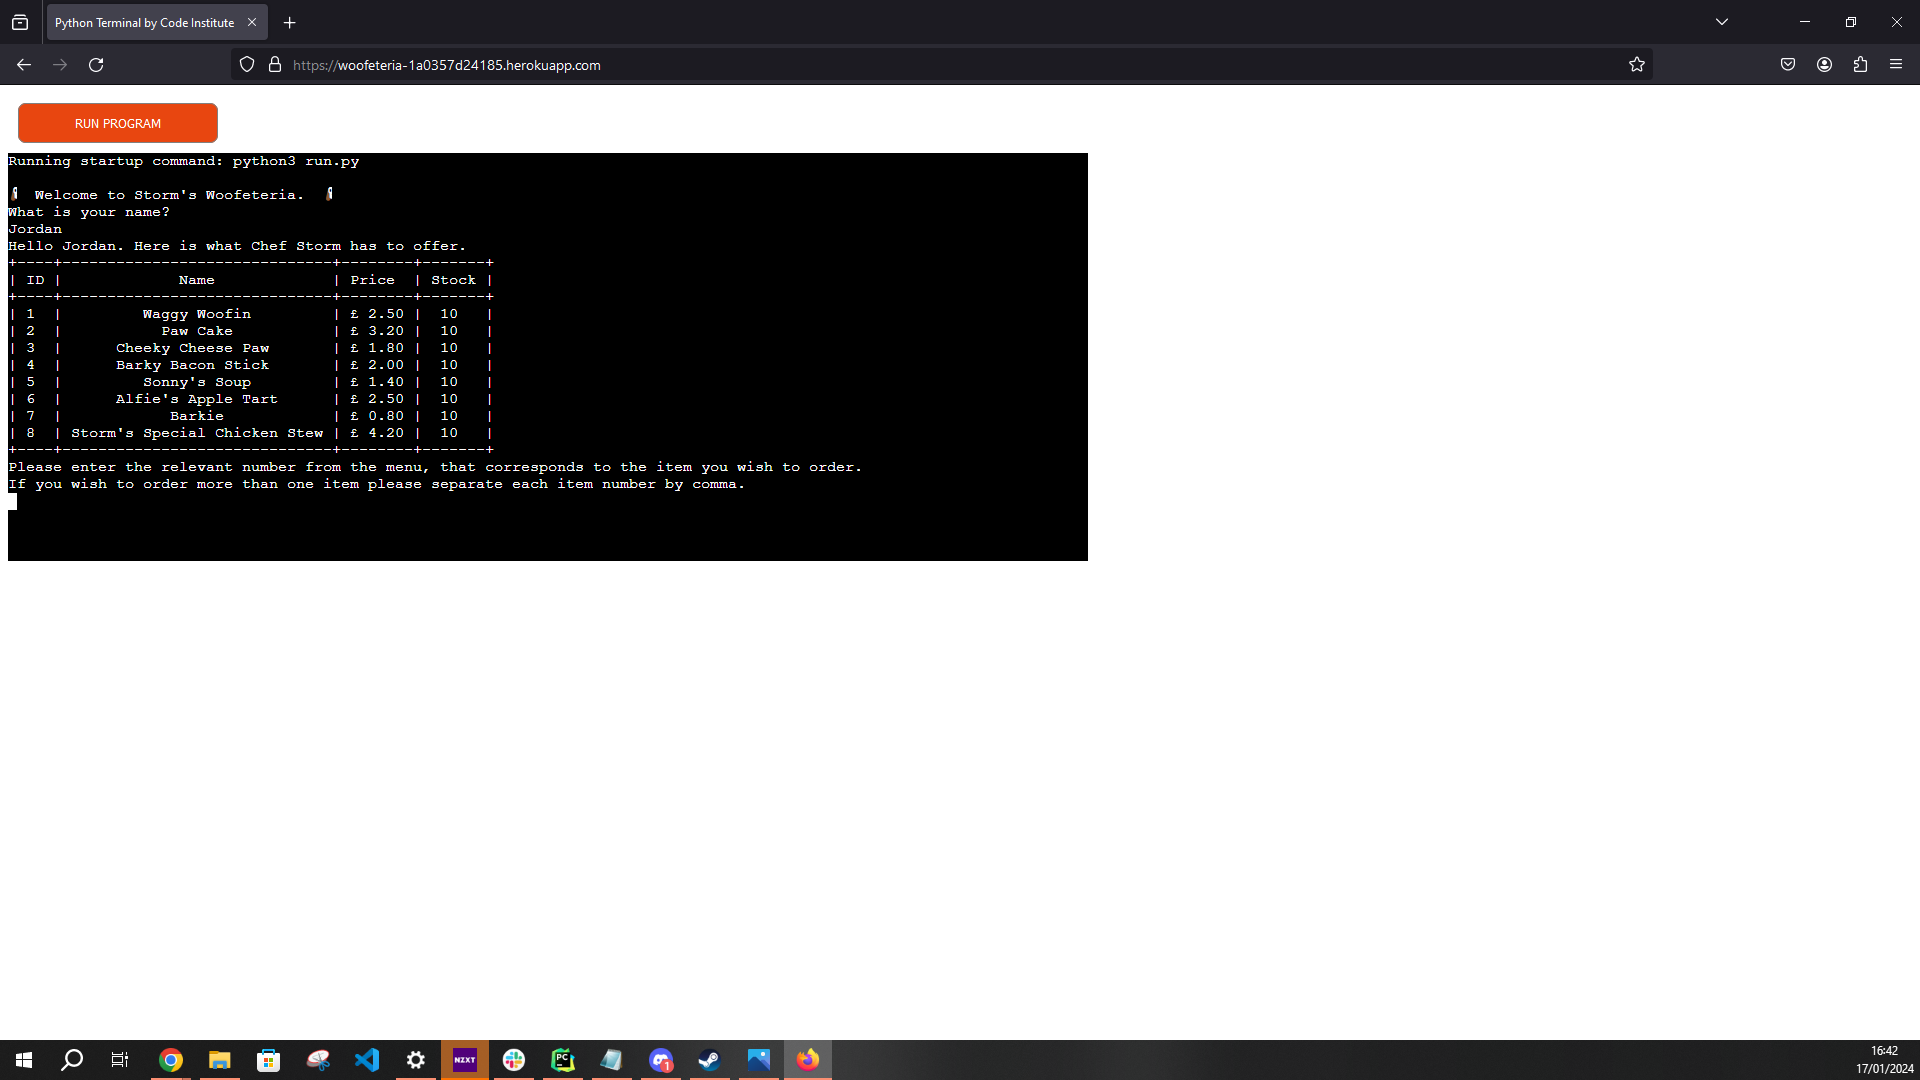 Python Terminal by Code Institute
https://woofeteria-1a0357d24185.herokuapp.com
RUN PROGRAM
Running startup command: python3 run.py
Welcome to Storm's Woofeteria.
What is your name?
Jordan
Hello Jordan. Here is what Chef Storm has to offer.
+----+------------------------------+--------+-------+
| ID |             Name             | Price  | Stock |
+----+------------------------------+--------+-------+
| 1  |         Waggy Woofin         | £ 2.50 |  10   |
| 2  |           Paw Cake           | £ 3.20 |  10   |
| 3  |      Cheeky Cheese Paw       | £ 1.80 |  10   |
| 4  |      Barky Bacon Stick       | £ 2.00 |  10   |
| 5  |         Sonny's Soup         | £ 1.40 |  10   |
| 6  |      Alfie's Apple Tart      | £ 2.50 |  10   |
| 7  |            Barkie            | £ 0.80 |  10   |
| 8  | Storm's Special Chicken Stew | £ 4.20 |  10   |
+----+------------------------------+--------+-------+
Please enter the relevant number from the menu, that corresponds to the item you wish to order.
If you wish to order more than one item please separate each item number by comma.
NZXT
PC
1
16:42
17/01/2024